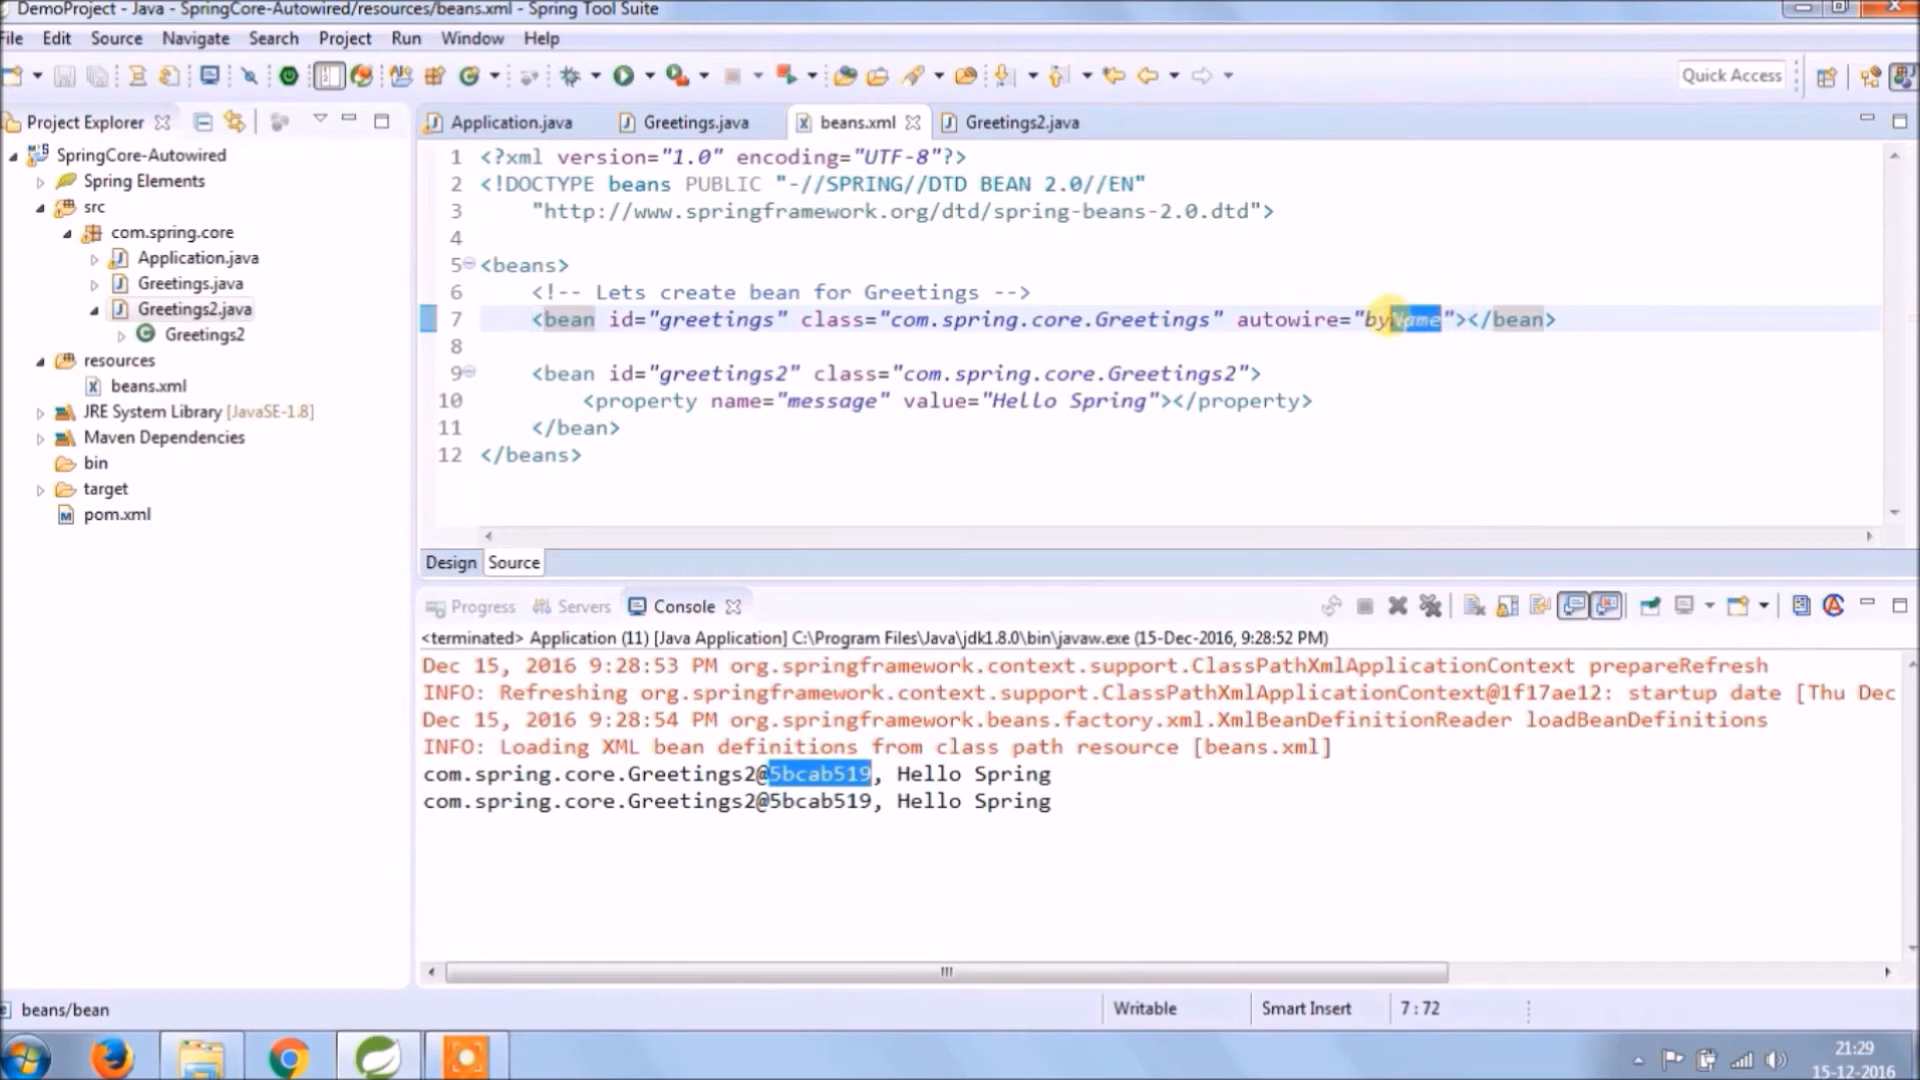 DemoProject - Java - SpringCore-Autowired/resources/beans.xml - Spring Tool Suite
File Edit Source Navigate Search Project Run Window Help
Quick Access
Project Explorer
SpringCore-Autowired
Spring Elements
src
com.spring.core
Application.java
Greetings.java
Greetings2.java
Greetings2
resources
beans.xml
JRE System Library [JavaSE-1.8]
Maven Dependencies
bin
target
pom.xml
Application.java Greetings.java beans.xml Greetings2.java
1 <?xml version="1.0" encoding="UTF-8"?>
2 <!DOCTYPE beans PUBLIC "-//SPRING//DTD BEAN 2.0//EN"
3 "http://www.springframework.org/dtd/spring-beans-2.0.dtd">
4
5 <beans>
6 <!-- Lets create bean for Greetings -->
7 <bean id="greetings" class="com.spring.core.Greetings" autowire="byName"></bean>
8
9 <bean id="greetings2" class="com.spring.core.Greetings2">
10 <property name="message" value="Hello Spring"></property>
11 </bean>
12 </beans>
Design Source
Progress Servers Console
<terminated> Application (11) [Java Application] C:\Program Files\Java\jdk1.8.0\bin\javaw.exe (15-Dec-2016, 9:28:52 PM)
Dec 15, 2016 9:28:53 PM org.springframework.context.support.ClassPathXmlApplicationContext prepareRefresh
INFO: Refreshing org.springframework.context.support.ClassPathXmlApplicationContext@1f17ae12: startup date [Thu Dec
Dec 15, 2016 9:28:54 PM org.springframework.beans.factory.xml.XmlBeanDefinitionReader loadBeanDefinitions
INFO: Loading XML bean definitions from class path resource [beans.xml]
com.spring.core.Greetings2@5bcab519, Hello Spring
com.spring.core.Greetings2@5bcab519, Hello Spring
beans/bean Writable Smart Insert 7 : 72
21:29
15-12-2016